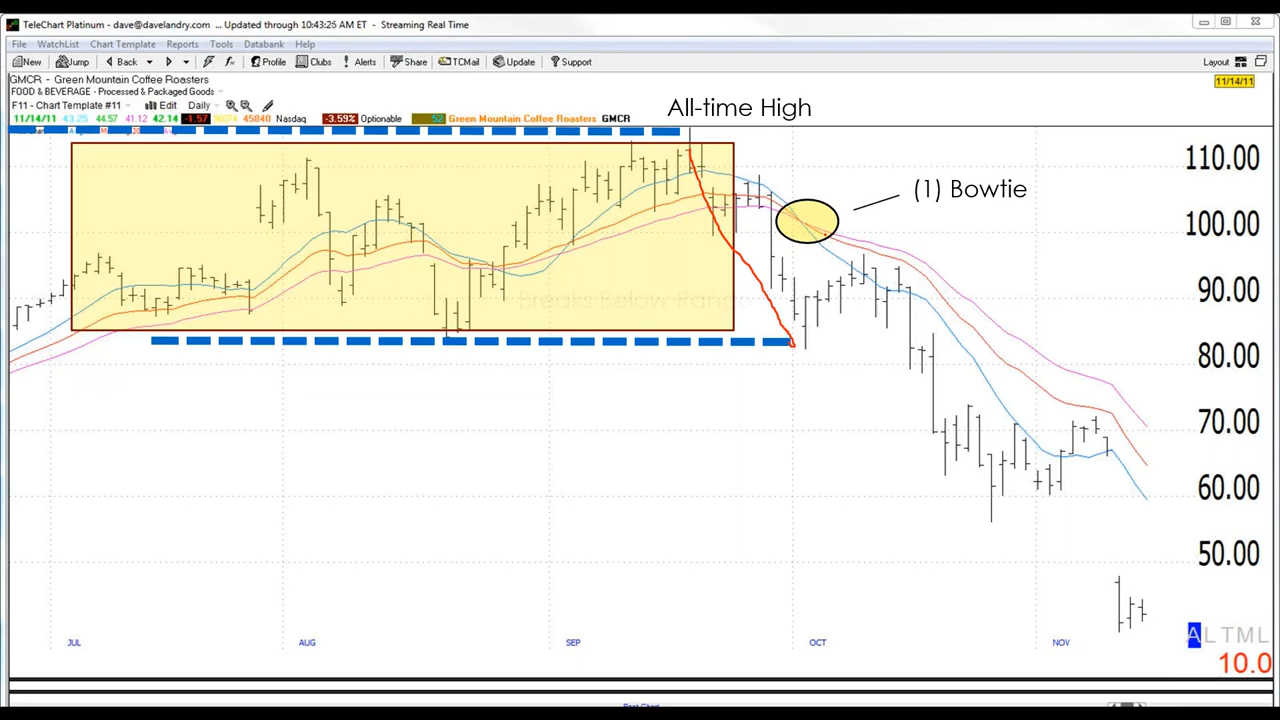 TeleChart Platinum - dave@davelandry.com ... Updated through 10:43:25 AM ET - Streaming Real Time
File WatchList Chart Template Reports Tools Databank Help
New Jump Back Profile Clubs Alerts Share TCMail Update Support Layout
GMCR - Green Mountain Coffee Roasters 11/14/11
FOOD & BEVERAGE - Processed & Packaged Goods
F11 - Chart Template #11 Edit Daily
All-time High
11/14/11 43.25 44.57 41.12 42.14 -1.57 45840 Nasdaq -3.59% Optionable 52 Green Mountain Coffee Roasters GMCR
110.00
(1) Bowtie
100.00
90.00
Breaks Below Range
80.00
70.00
60.00
50.00
JUL AUG SEP OCT NOV
A L T M L
10.0